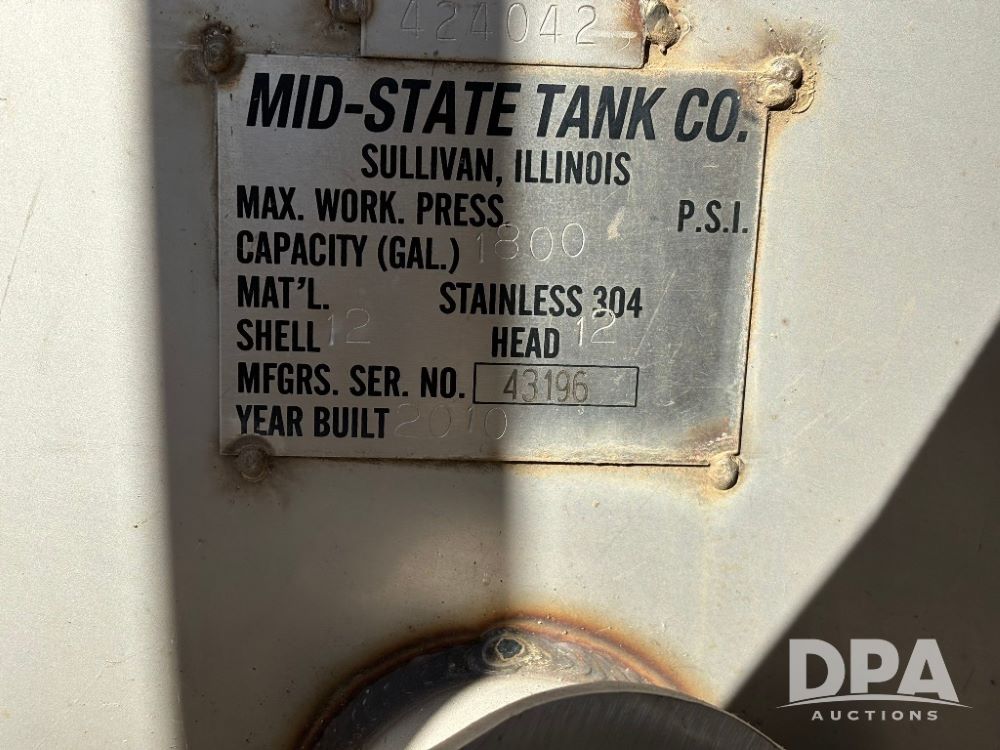 424042
MID-STATE TANK CO.
SULLIVAN, ILLINOIS
MAX. WORK. PRESS. P.S.I.
CAPACITY (GAL.) 1800
MAT'L. STAINLESS 304
SHELL 12 HEAD 12
MFGRS. SER. NO. 43196
YEAR BUILT 2010
DPA
AUCTIONS